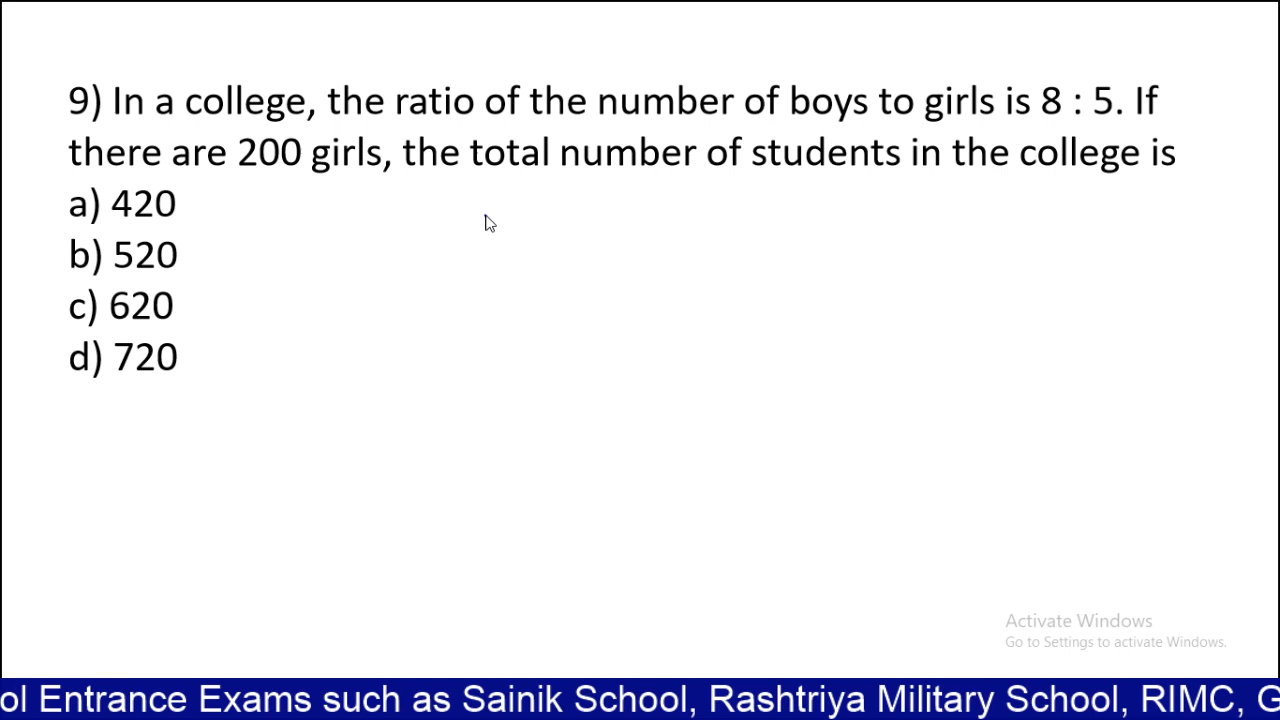 9) In a college, the ratio of the number of boys to girls is 8 : 5. If
there are 200 girls, the total number of students in the college is
a) 420
b) 520
c) 620
d) 720
Activate Windows
Go to Settings to activate Windows.
ol Entrance Exams such as Sainik School, Rashtriya Military School, RIMC, G